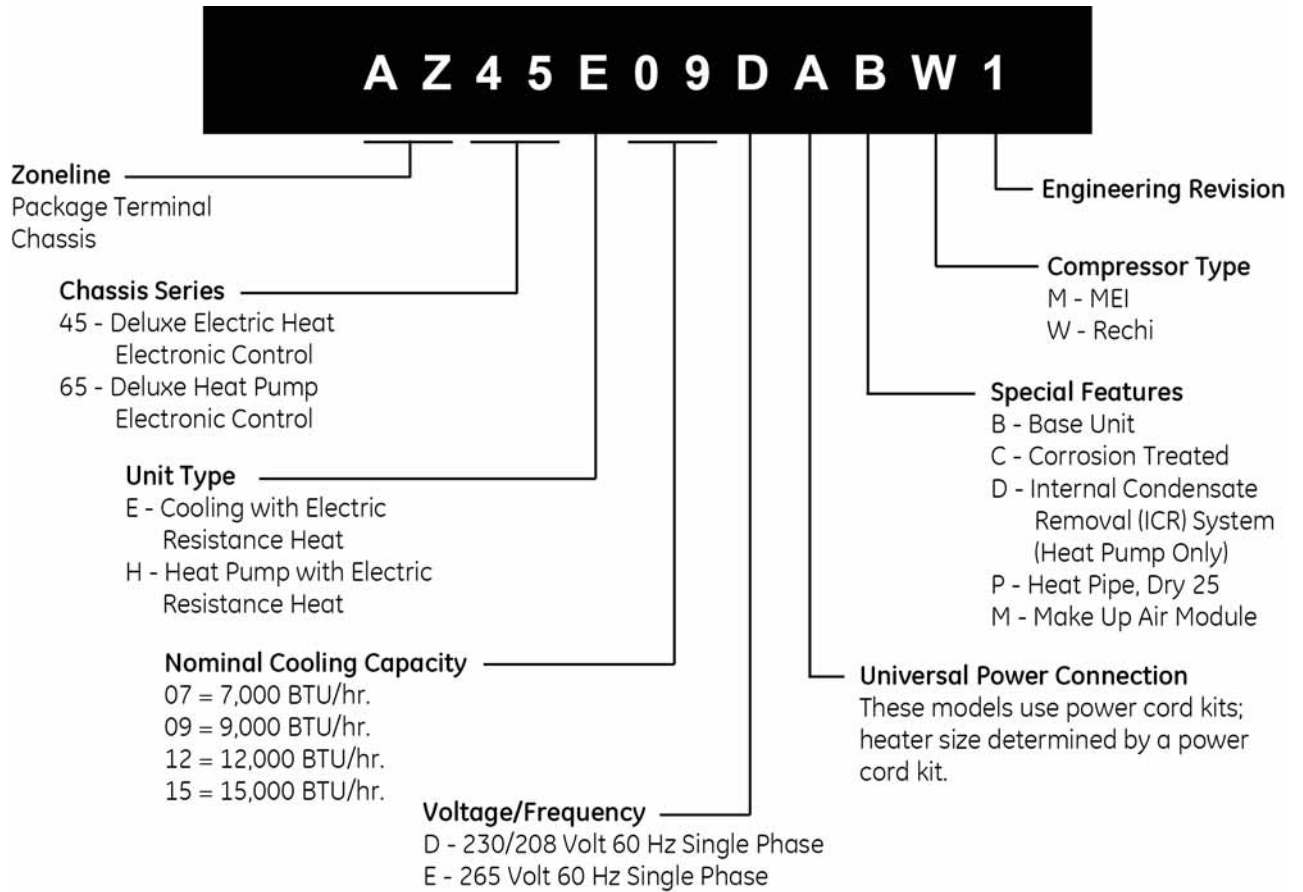 A Z 4 5 E 0 9 D A B W 1
Zoneline
Package Terminal
Chassis
Chassis Series
45 - Deluxe Electric Heat
Electronic Control
65 - Deluxe Heat Pump
Electronic Control
Unit Type
E - Cooling with Electric
Resistance Heat
H - Heat Pump with Electric
Resistance Heat
Nominal Cooling Capacity
07 = 7,000 BTU/hr.
09 = 9,000 BTU/hr.
12 = 12,000 BTU/hr.
15 = 15,000 BTU/hr.
Voltage/Frequency
D - 230/208 Volt 60 Hz Single Phase
E - 265 Volt 60 Hz Single Phase
Engineering Revision
Compressor Type
M - MEI
W - Rechi
Special Features
B - Base Unit
C - Corrosion Treated
D - Internal Condensate
Removal (ICR) System
(Heat Pump Only)
P - Heat Pipe, Dry 25
M - Make Up Air Module
Universal Power Connection
These models use power cord kits;
heater size determined by a power
cord kit.